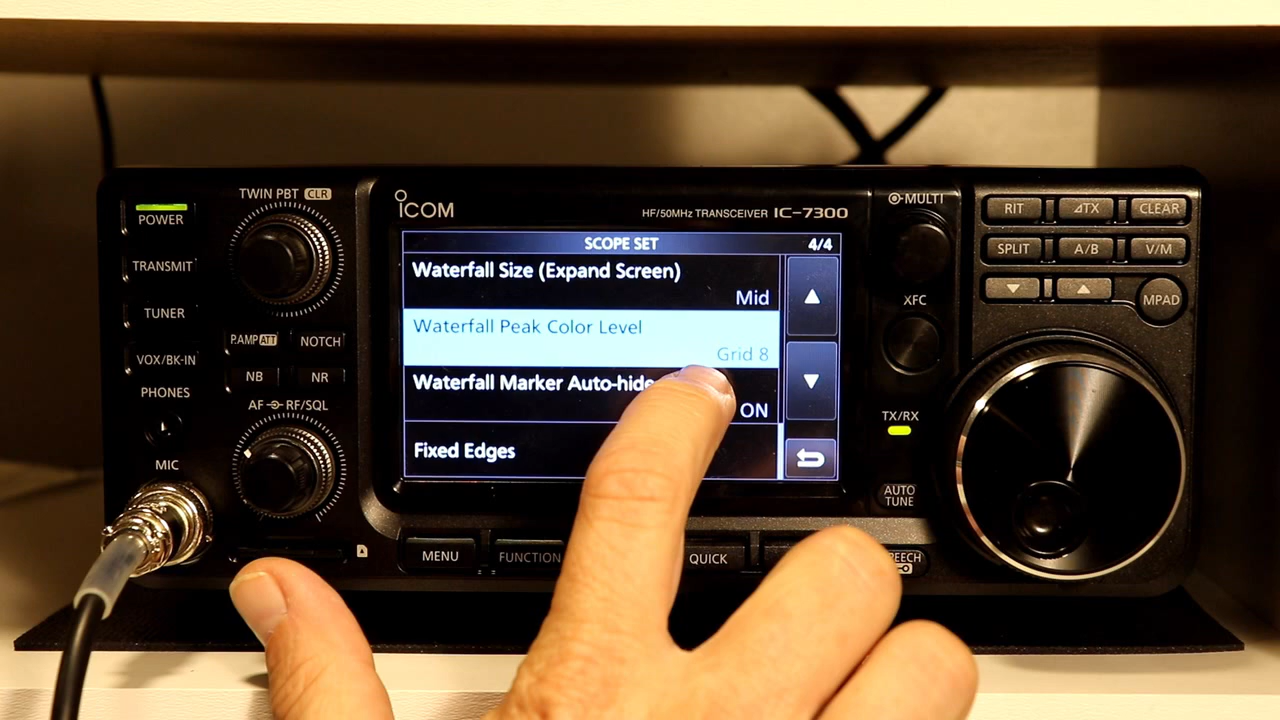 TWIN PBT CLR
POWER
TRANSMIT
TUNER
VOX/BK-IN
PHONES
MIC
P.AMP ATT
NOTCH
NB
NR
AF RF/SQL
ICOM
HF/50MHz TRANSCEIVER IC-7300
SCOPE SET 4/4
Waterfall Size (Expand Screen)
Mid
Waterfall Peak Color Level
Grid 8
Waterfall Marker Auto-hide
ON
Fixed Edges
MENU
FUNCTION
QUICK
MULTI
XFC
TX/RX
AUTO
TUNE
RIT
⊿TX
CLEAR
SPLIT
A/B
V/M
MPAD